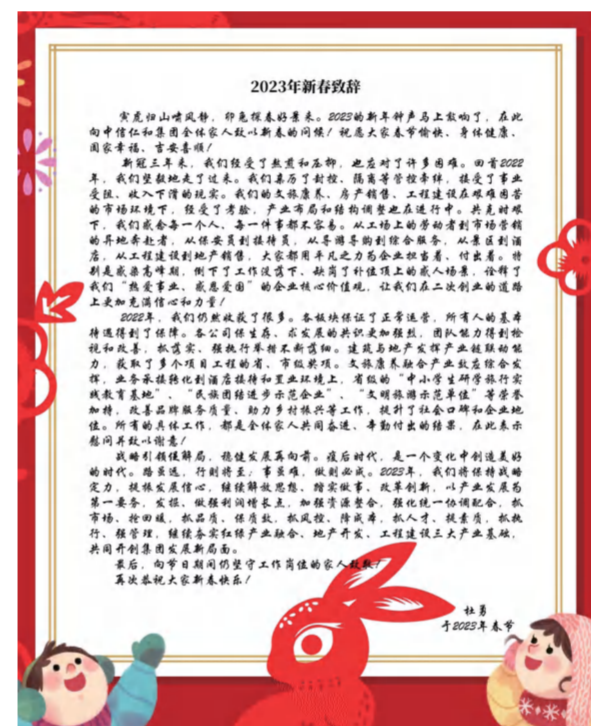 2023年新春致辞
寅虎归山啸风静，卯兔探春好景来。2023的新年钟声马上敲响了，在此
向中信仁和集团全体家人致以新春的问候！祝愿大家春节愉快、身体健康、
阖家幸福、吉安喜顺！
新冠三年来，我们经受了熬煎和压抑，也应对了许多困难。回首2022
年，我们坚毅地走了过来。我们亲历了封控、隔离等管控牵绊，接受了事业
受阻、收入下滑的现实。我们的文旅康养、房产销售、工程建设在艰难困苦
的市场环境下，经受了考验，产业布局和结构调整也在进行中。共克时艰
下，我们感念每一个人、每一件事都不容易。从工场上的劳动者到市场营销
的异地奔赴者，从保安员到接待员，从导游导购到综合服务，从景区到酒
店，从工程建设到地产销售，大家都用平凡之力为企业担当着、付出着。特
别是感染高峰期，倒下了工作没落下、缺岗了补位顶上的感人场景，诠释了
我们“热爱事业、感恩爱国”的企业核心价值观，让我们在二次创业的道路
上更加充满信心和力量！
2022年，我们仍然收获了很多。各板块保证了正常运营，所有人的基本
待遇得到了保障。各公司保生存、求发展的共识更加强烈，团队能力得到检
视和改善，抓落实、强执行举措不断落细。建筑与地产发挥产业链联动能
力，获取了多个项目工程的省、市级奖项。文旅康养融合产业效应综合发
挥，业务承接转化到酒店接待和置业环境上，省级的“中小学生研学旅行实
践教育基地”、“民族团结进步示范企业”、“文明旅游示范单位”等荣誉
加持，改善品牌服务质量、助力乡村振兴等工作，提升了社会口碑和企业地
位。所有的具体工作，都是全体家人共同奋进、辛勤付出的结果，在此表示
慰问并致以谢意！
战略引领促解局，稳健发展再向前。疫后时代，是一个变化中创造美好
的时代。路虽远，行则将至；事虽难，做则必成。2023年，我们将保持战略
定力，提振发展信心，继续解放思想、踏实做事、改革创新，以产业发展为
第一要务，发掘、做强利润增长点，加强资源整合，强化统一协调配合，抓
市场、抢回暖，抓品质、保质效，抓风控、降成本，抓人才、提素质，抓执
行、强管理，继续夯实红绿产业融合、地产开发、工程建设三大产业基础，
共同开创集团发展新局面。
最后，向节日期间仍坚守工作岗位的家人致敬！
再次恭祝大家新春快乐！
杜勇
于2023年春节